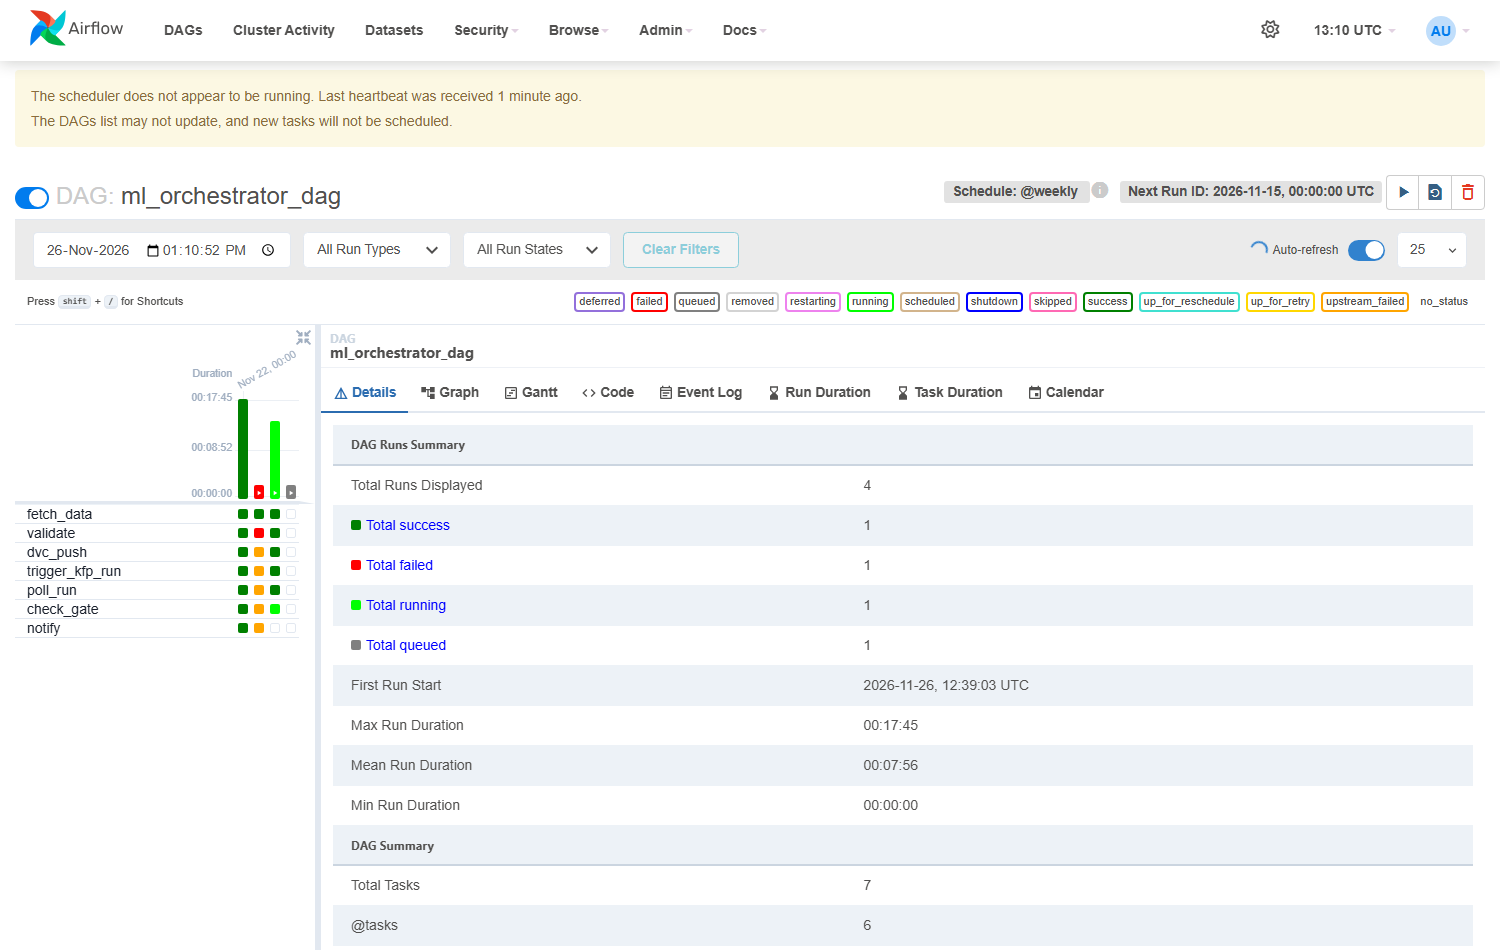 Airflow DAGs Cluster Activity Datasets Security Browse Admin Docs 13:10 UTC AU
The scheduler does not appear to be running. Last heartbeat was received 1 minute ago.
The DAGs list may not update, and new tasks will not be scheduled.
DAG: ml_orchestrator_dag Schedule: @weekly i Next Run ID: 2026-11-15, 00:00:00 UTC
26-Nov-2026 01:10:52 PM All Run Types All Run States Clear Filters Auto-refresh 25
Press shift + / for Shortcuts deferred failed queued removed restarting running scheduled shutdown skipped success up_for_reschedule up_for_retry upstream_failed no_status
Nov 22, 00:00
Duration
00:17:45
00:08:52
00:00:00
fetch_data
validate
dvc_push
trigger_kfp_run
poll_run
check_gate
notify
DAG
ml_orchestrator_dag
Details Graph Gantt Code Event Log Run Duration Task Duration Calendar
DAG Runs Summary
Total Runs Displayed 4
Total success 1
Total failed 1
Total running 1
Total queued 1
First Run Start 2026-11-26, 12:39:03 UTC
Max Run Duration 00:17:45
Mean Run Duration 00:07:56
Min Run Duration 00:00:00
DAG Summary
Total Tasks 7
@tasks 6